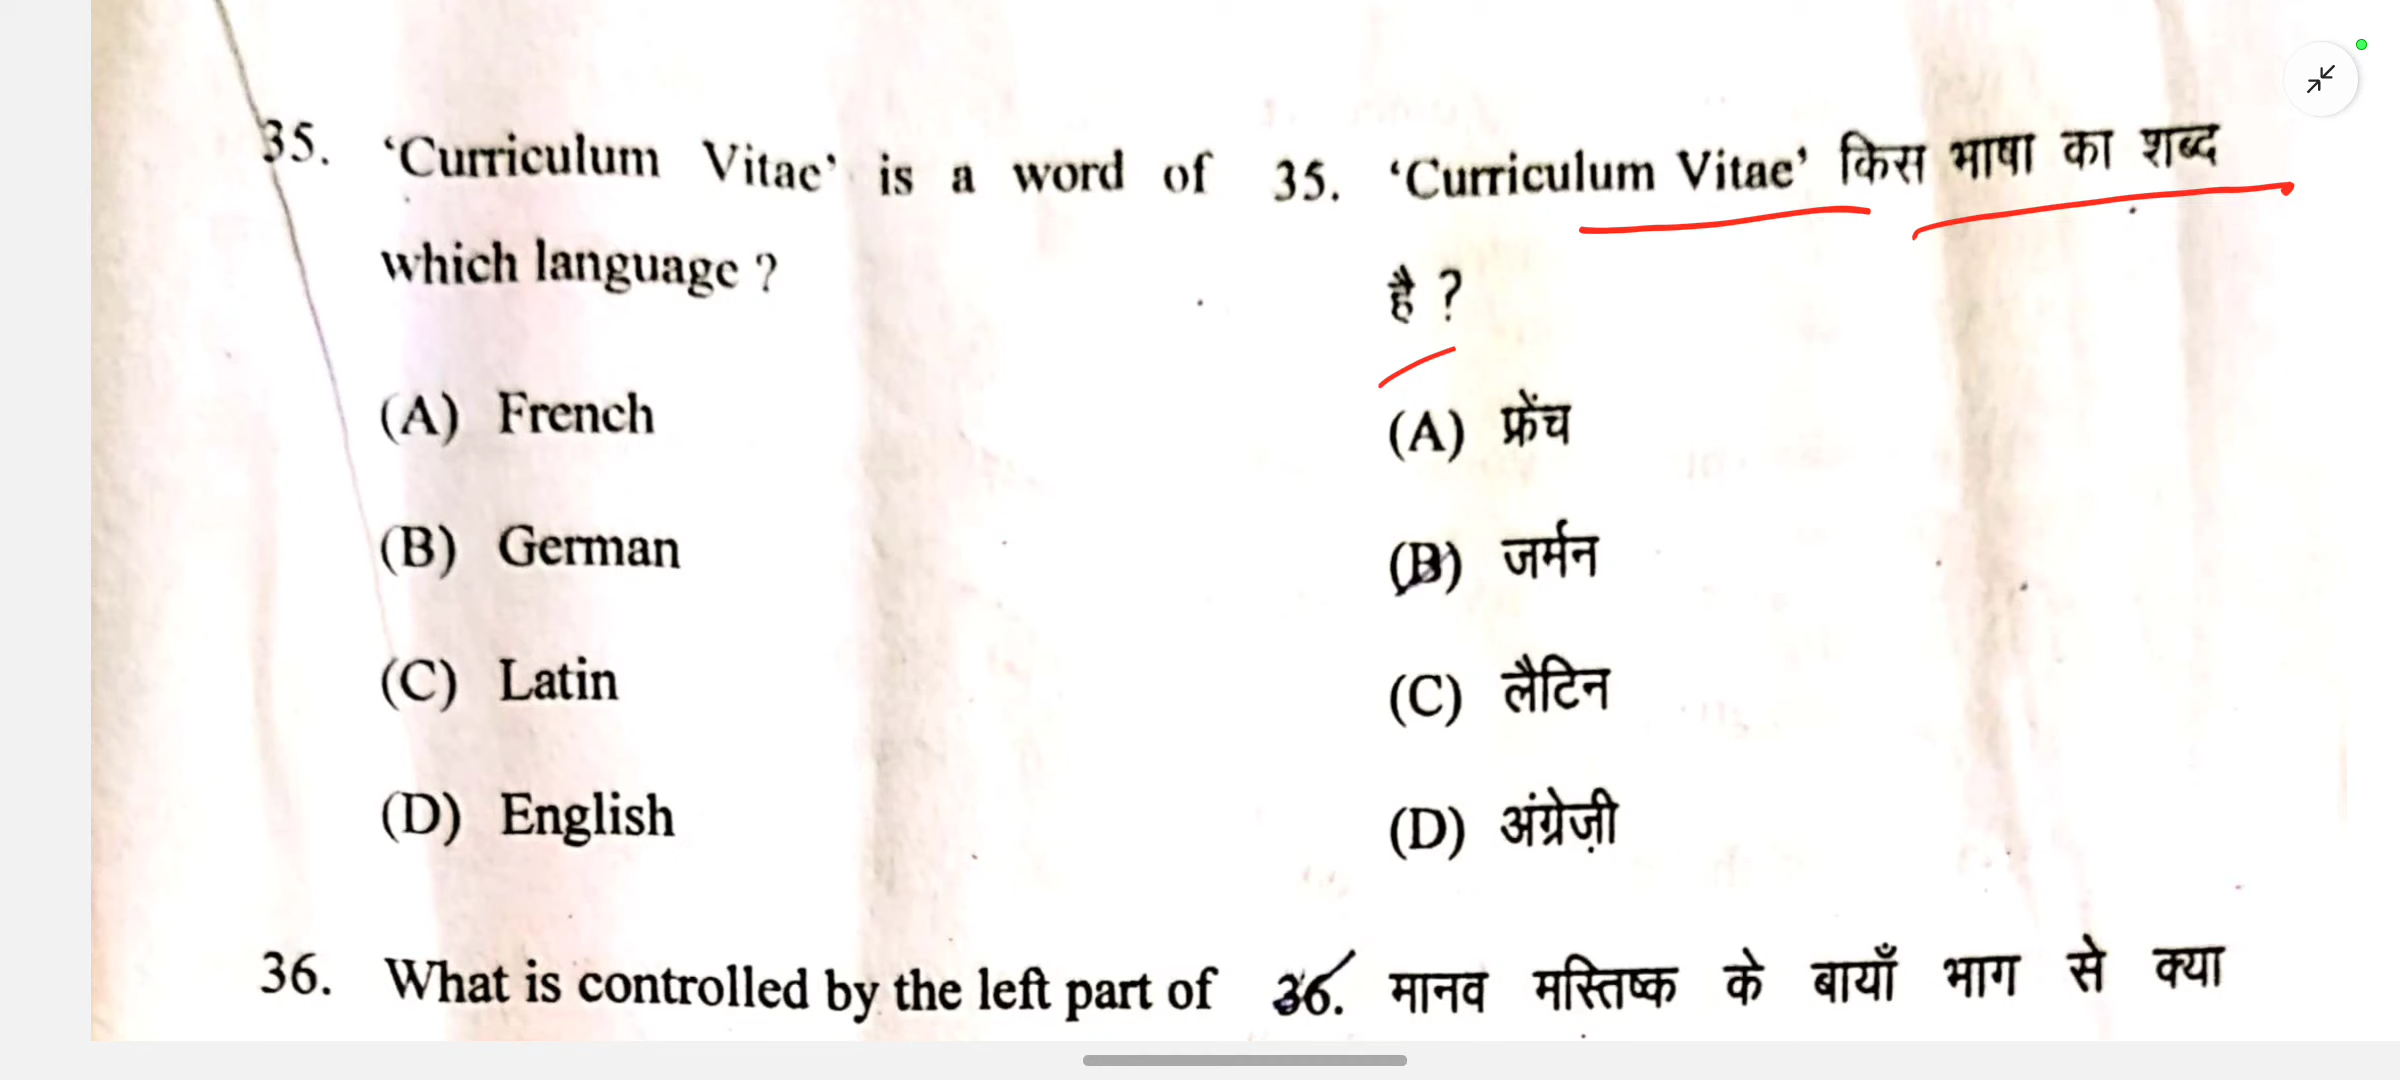 35. ‘Curriculum Vitae’ is a word of
which language ?
(A) French
(B) German
(C) Latin
(D) English
36. What is controlled by the left part of
35. ‘Curriculum Vitae’ किस भाषा का शब्द
है ?
(A) फ्रेंच
(B) जर्मन
(C) लैटिन
(D) अंग्रेज़ी
36. मानव मस्तिष्क के बायाँ भाग से क्या